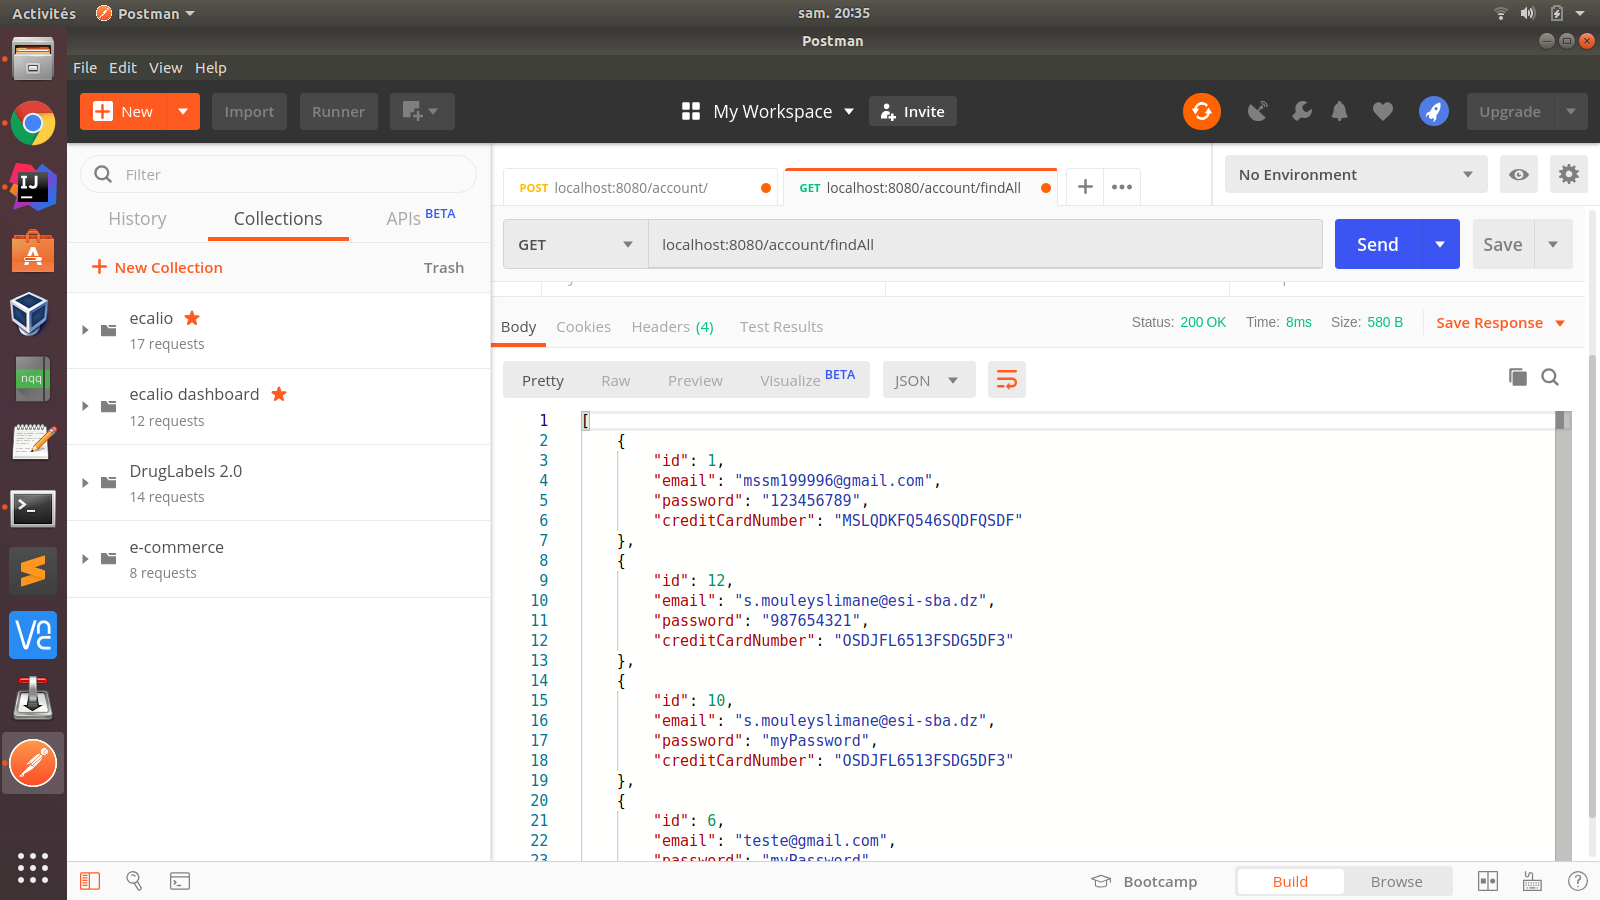 Activités Postman sam. 20:35
Postman
File Edit View Help
New Import Runner My Workspace Invite Upgrade
Filter
History Collections APIs BETA
New Collection Trash
ecalio
17 requests
ecalio dashboard
12 requests
DrugLabels 2.0
14 requests
e-commerce
8 requests
POST localhost:8080/account/ GET localhost:8080/account/findAll No Environment
GET localhost:8080/account/findAll Send Save
Body Cookies Headers (4) Test Results Status: 200 OK Time: 8ms Size: 580 B Save Response
Pretty Raw Preview Visualize BETA JSON
1 [
2 {
3 "id": 1,
4 "email": "mssm199996@gmail.com",
5 "password": "123456789",
6 "creditCardNumber": "MSLQDKFQ546SQDFQSDF"
7 },
8 {
9 "id": 12,
10 "email": "s.mouleyslimane@esi-sba.dz",
11 "password": "987654321",
12 "creditCardNumber": "OSDJFL6513FSDG5DF3"
13 },
14 {
15 "id": 10,
16 "email": "s.mouleyslimane@esi-sba.dz",
17 "password": "myPassword",
18 "creditCardNumber": "OSDJFL6513FSDG5DF3"
19 },
20 {
21 "id": 6,
22 "email": "teste@gmail.com",
23 "password": "myPassword"
Bootcamp Build Browse
IJ
nqq